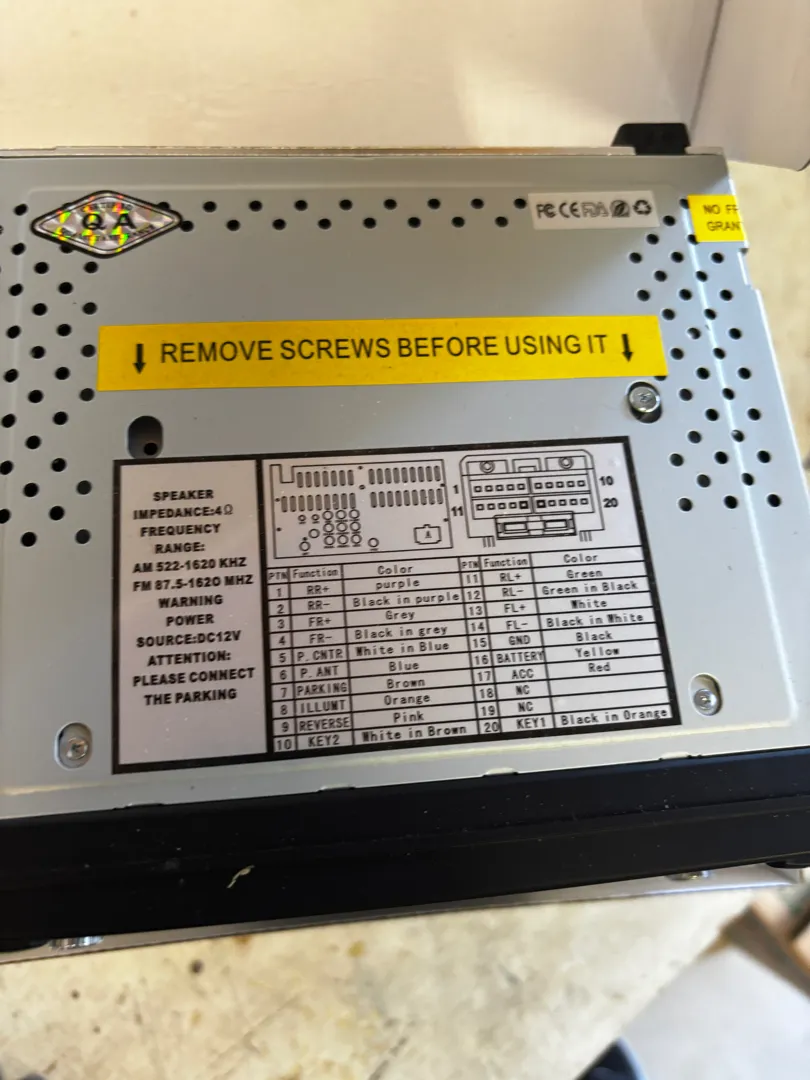 Q A
FC CE FDA
NO FF
GRAN
REMOVE SCREWS BEFORE USING IT
SPEAKER
IMPEDANCE:4Ω
FREQUENCY
RANGE:
AM 522-1620 KHZ
FM 87.5-1620 MHZ
WARNING
POWER
SOURCE:DC12V
ATTENTION:
PLEASE CONNECT
THE PARKING
1 10
11 20
A
PTN Function Color
1 RR+ purple
2 RR- Black in purple
3 FR+ Grey
4 FR- Black in grey
5 P.CNTR White in Blue
6 P.ANT Blue
7 PARKING Brown
8 ILLUMT Orange
9 REVERSE Pink
10 KEY2 White in Brown
PTN Function Color
11 RL+ Green
12 RL- Green in Black
13 FL+ White
14 FL- Black in White
15 GND Black
16 BATTERY Yellow
17 ACC Red
18 NC
19 NC
20 KEY1 Black in Orange